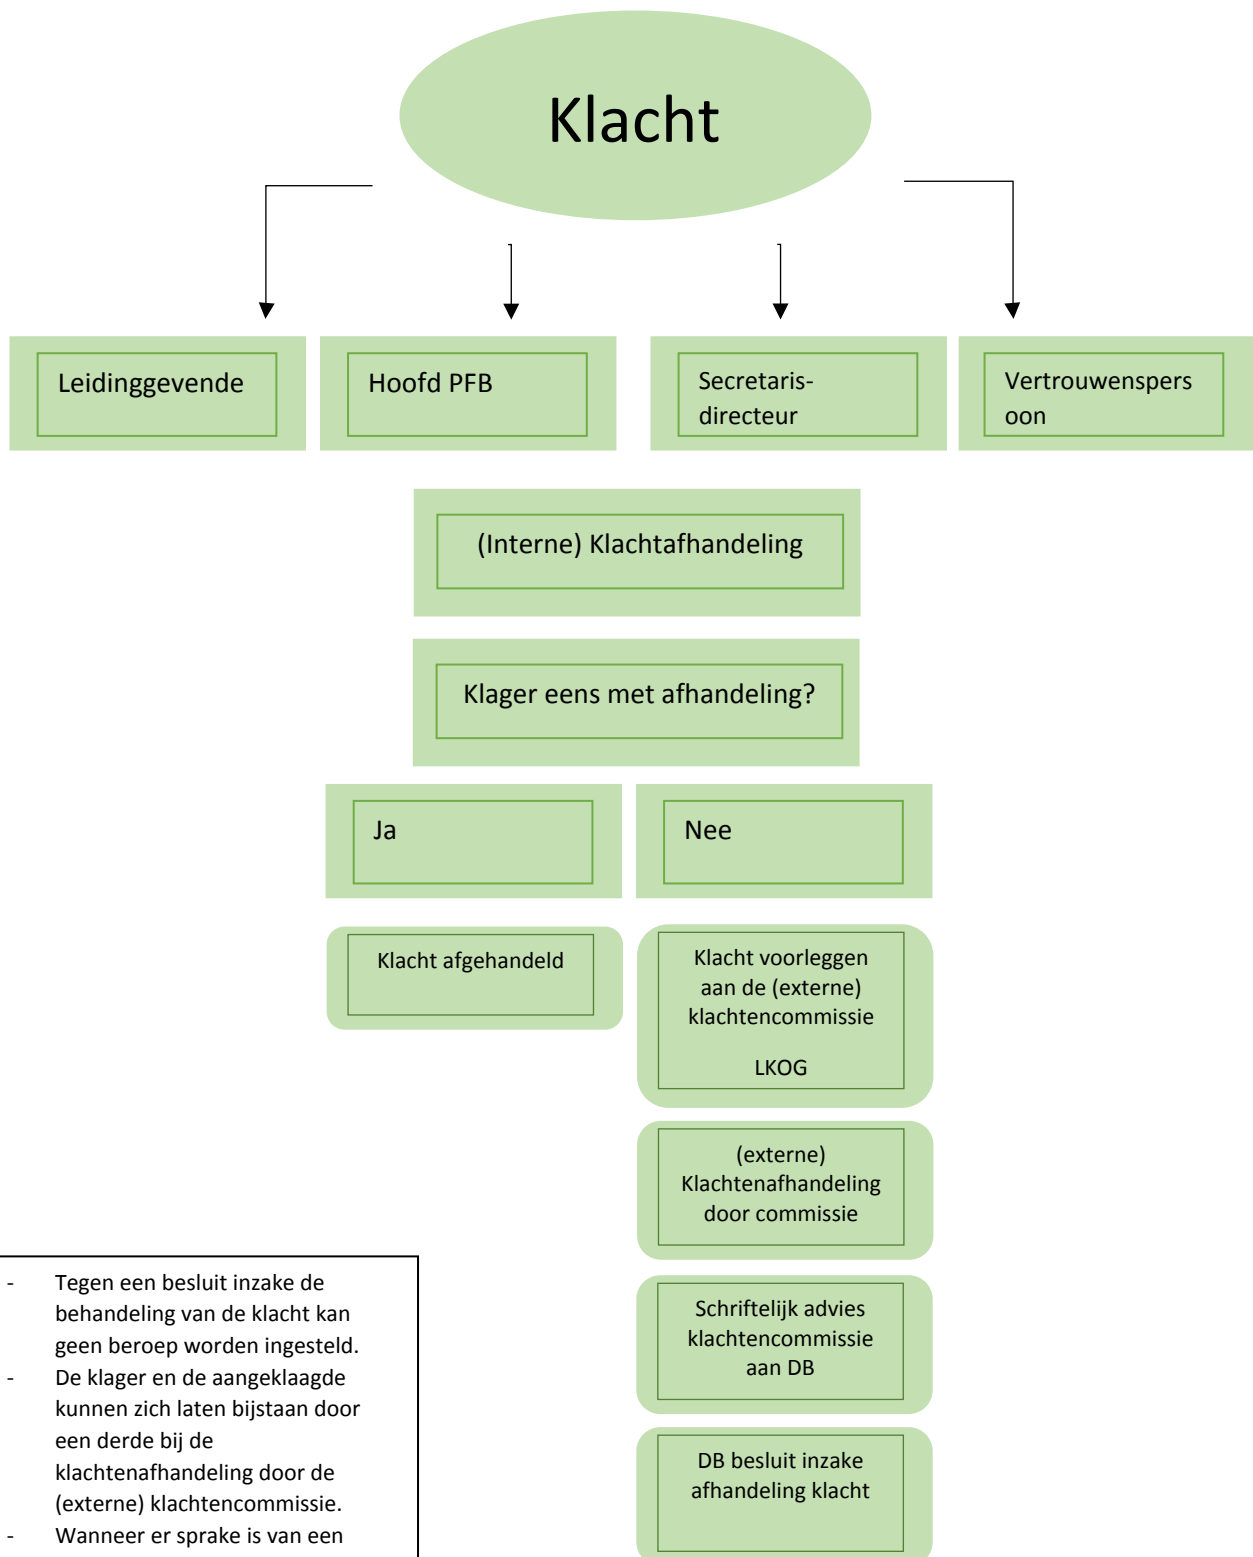 Klacht
Leidinggevende
Hoofd PFB
Secretaris-
directeur
Vertrouwenspers
oon
(Interne) Klachtafhandeling
Klager eens met afhandeling?
Ja
Nee
Klacht afgehandeld
Klacht voorleggen
aan de (externe)
klachtencommissie
LKOG
(externe)
Klachtenafhandeling
door commissie
Schriftelijk advies
klachtencommissie
aan DB
DB besluit inzake
afhandeling klacht
- Tegen een besluit inzake de
behandeling van de klacht kan
geen beroep worden ingesteld.
- De klager en de aangeklaagde
kunnen zich laten bijstaan door
een derde bij de
klachtenafhandeling door de
(externe) klachtencommissie.
- Wanneer er sprake is van een